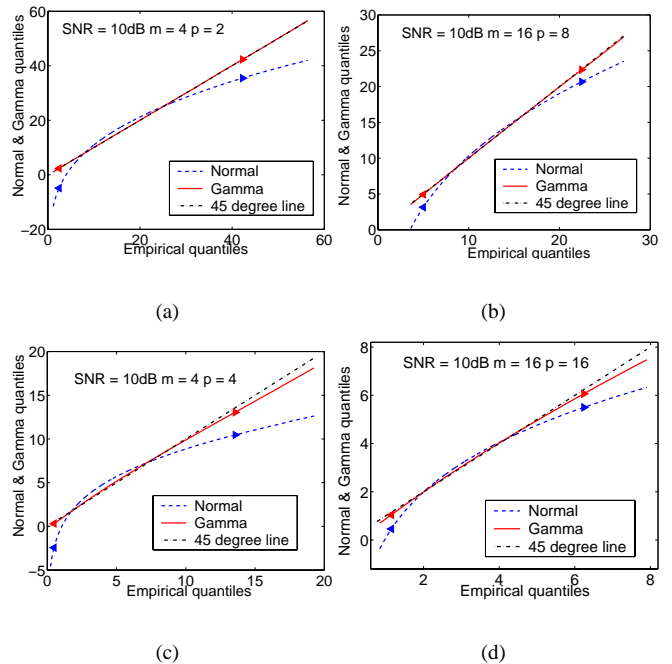 SNR = 10dB m = 4 p = 2
Normal & Gamma quantiles
60
40
20
0
−20
Normal
Gamma
45 degree line
0 20 40 60
Empirical quantiles
(a)
SNR = 10dB m = 16 p = 8
Normal & Gamma quantiles
30
25
20
15
10
5
0
Normal
Gamma
45 degree line
0 10 20 30
Empirical quantiles
(b)
SNR = 10dB m = 4 p = 4
Normal & Gamma quantiles
20
15
10
5
0
−5
Normal
Gamma
45 degree line
0 5 10 15 20
Empirical quantiles
(c)
SNR = 10dB m = 16 p = 16
Normal & Gamma quantiles
8
6
4
2
0
Normal
Gamma
45 degree line
2 4 6 8
Empirical quantiles
(d)